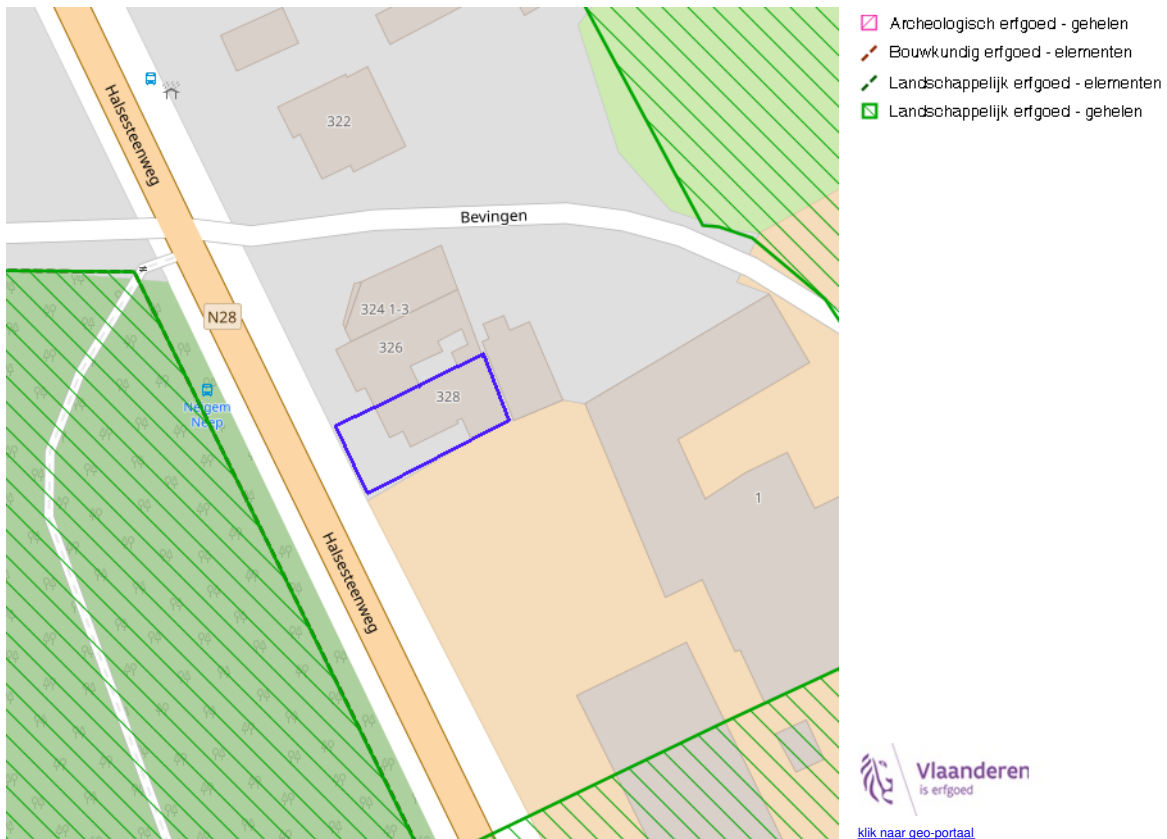 Halsesteenweg
322
Bevingen
324 1-3
N28
326
328
Neigem
Neep
1
Halsesteenweg
Archeologisch erfgoed - gehelen
Bouwkundig erfgoed - elementen
Landschappelijk erfgoed - elementen
Landschappelijk erfgoed - gehelen
Vlaanderen
is erfgoed
klik naar geo-portaal